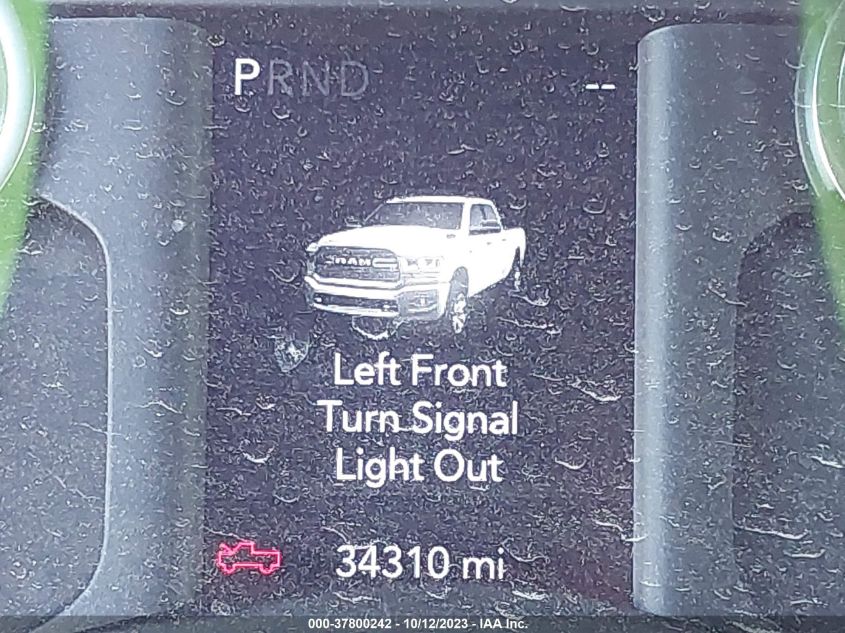 PRND --
RAM
Left Front
Turn Signal
Light Out
34310 mi
000-37800242 - 10/12/2023 - IAA Inc.